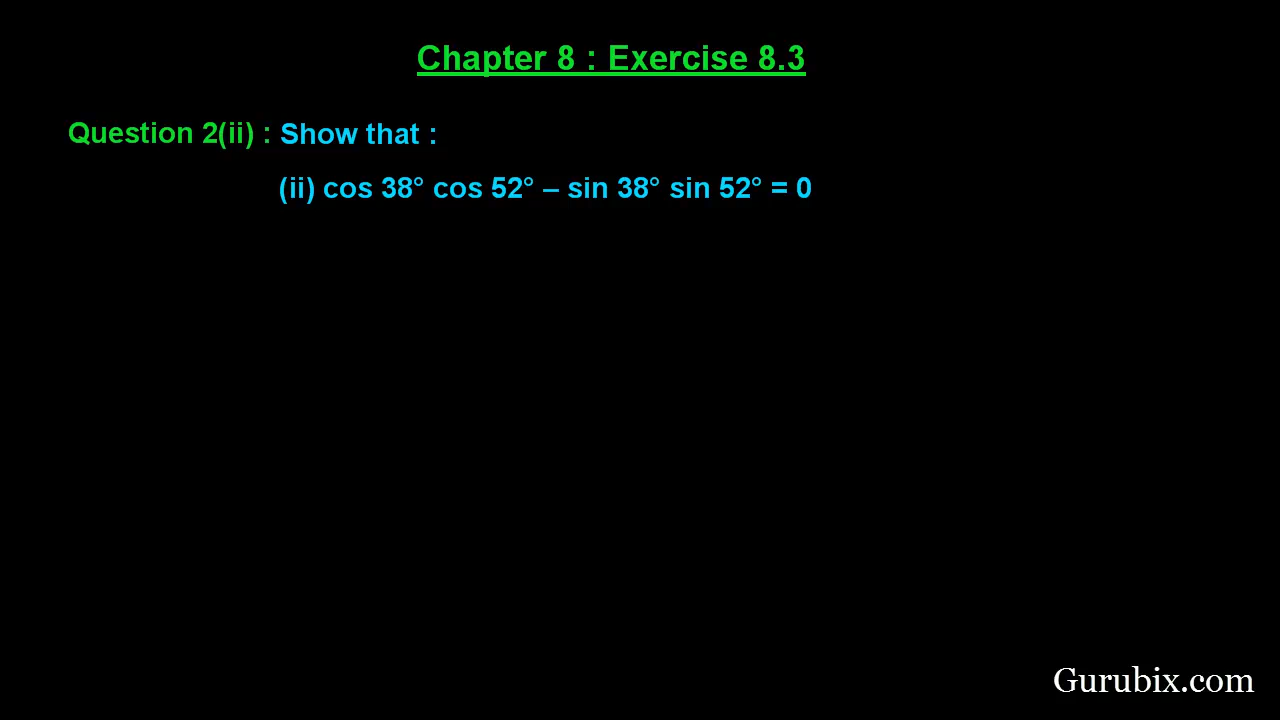 Chapter 8 : Exercise 8.3
Question 2(ii) : Show that :
(ii) cos 38° cos 52° – sin 38° sin 52° = 0
Gurubix.com